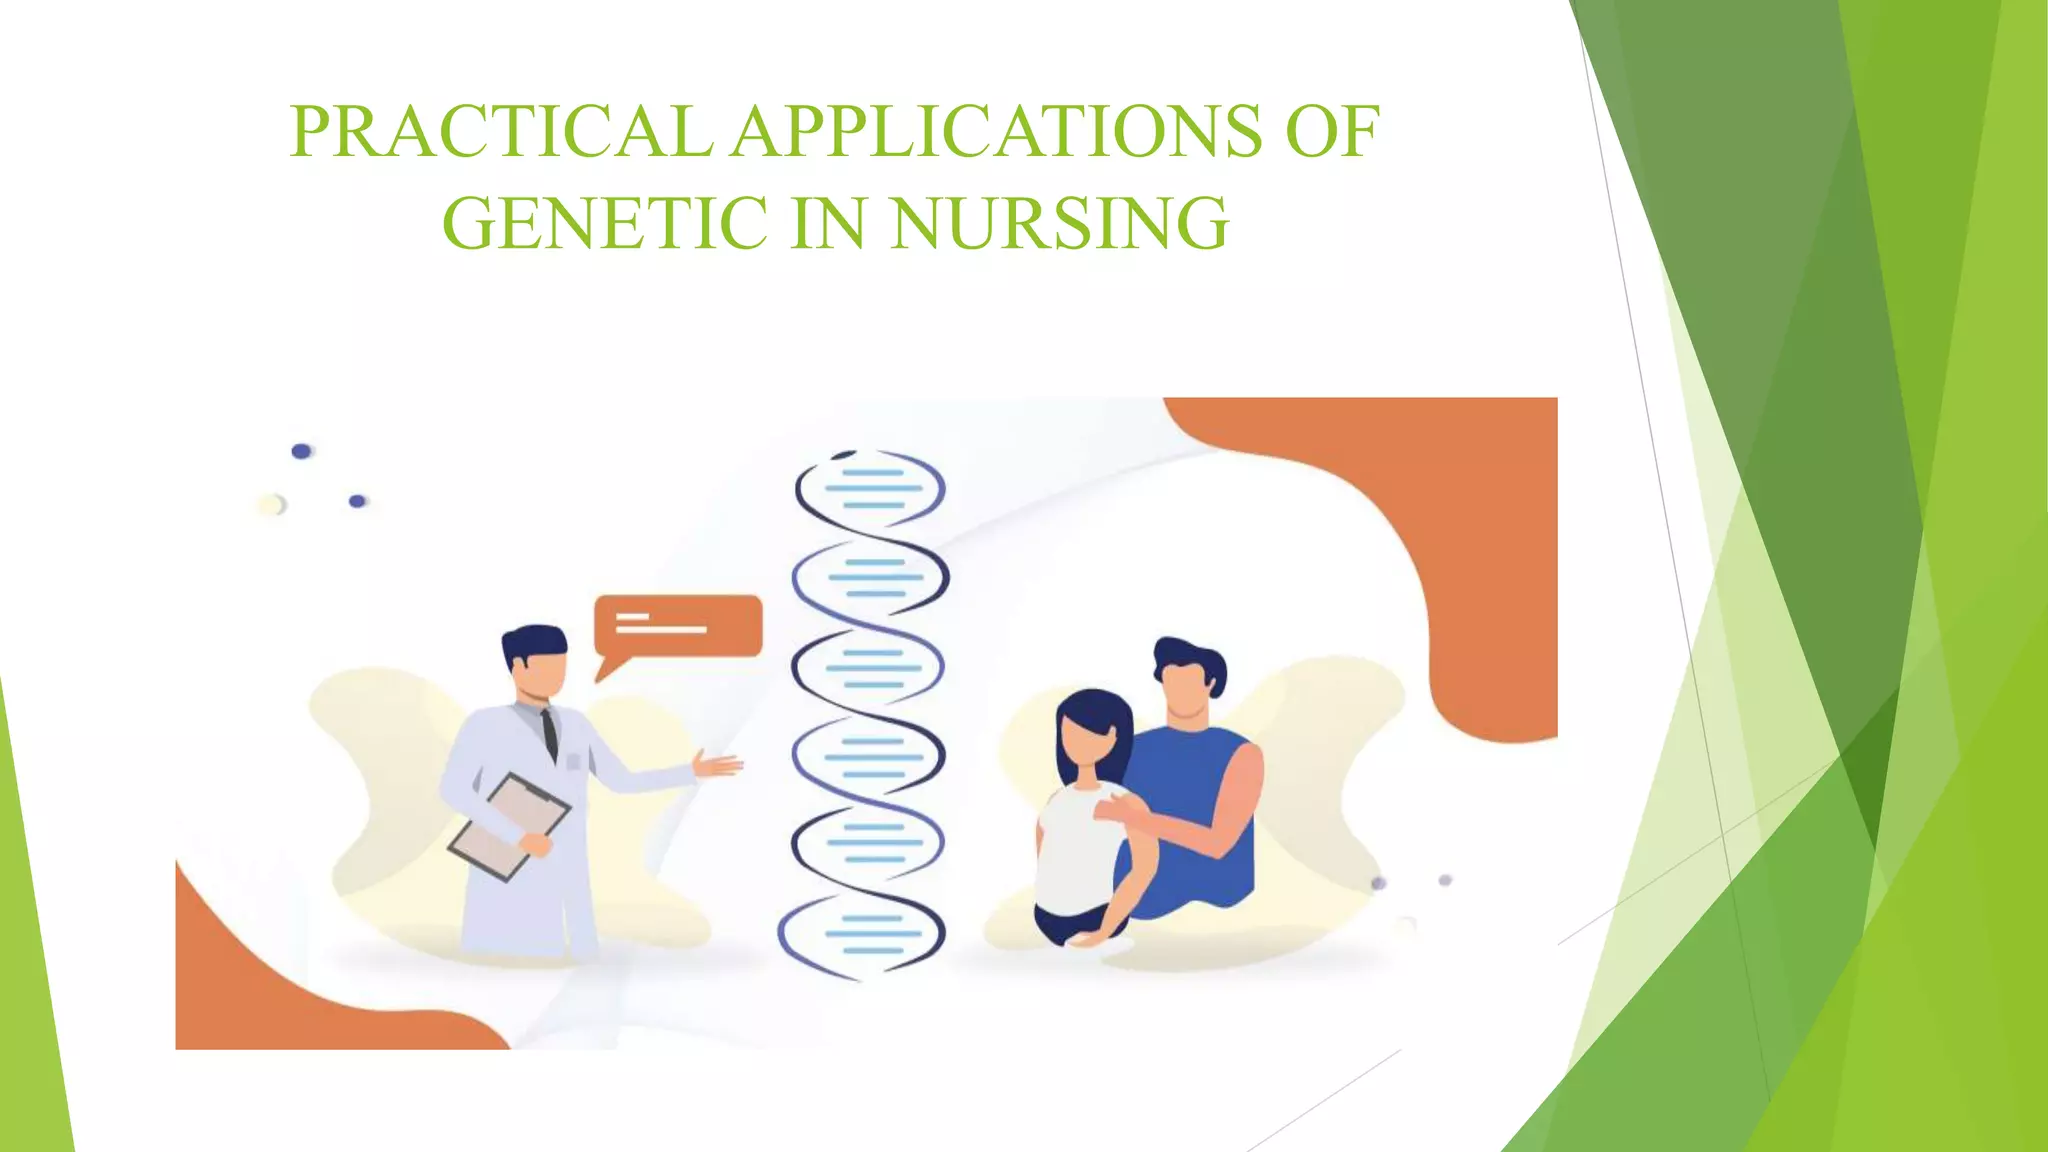 PRACTICAL APPLICATIONS OF
GENETIC IN NURSING